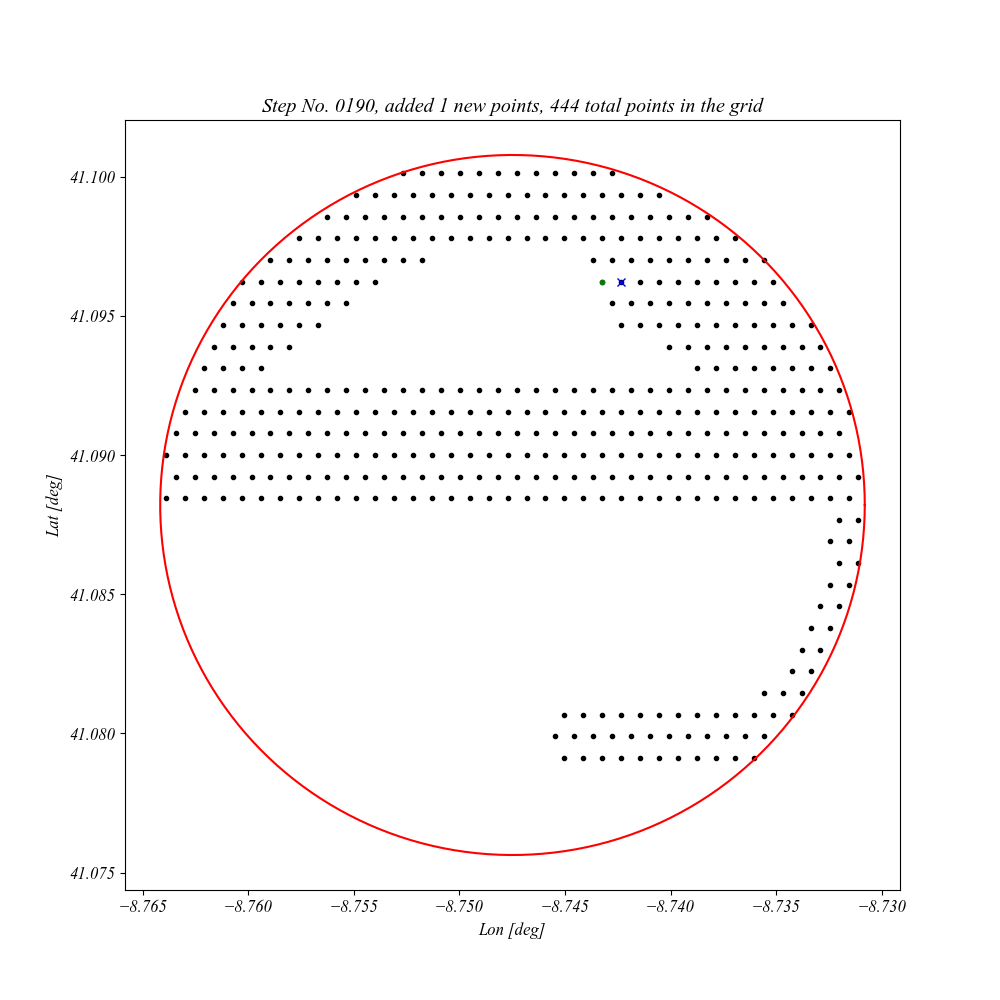 Step No. 0190, added 1 new points, 444 total points in the grid
41.100
41.095
41.090
41.085
41.080
41.075
Lat [deg]
−8.765 −8.760 −8.755 −8.750 −8.745 −8.740 −8.735 −8.730
Lon [deg]